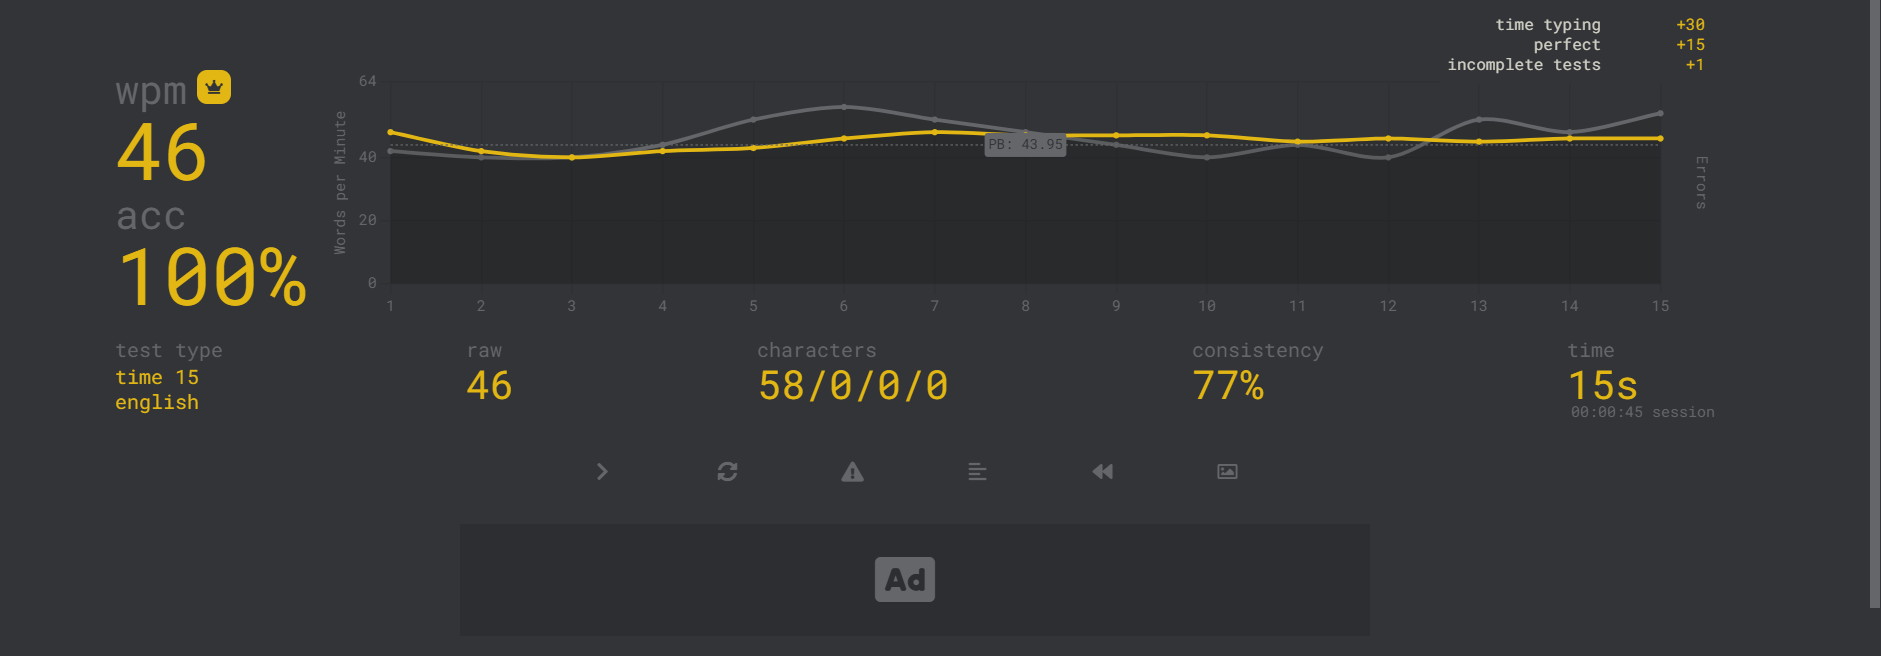 time typing +30
perfect +15
incomplete tests +1
wpm
46
acc
100%
64
40
20
0
Words per Minute
PB: 43.95
Errors
1 2 3 4 5 6 7 8 9 10 11 12 13 14 15
test type
time 15
english
raw
46
characters
58/0/0/0
consistency
77%
time
15s
00:00:45 session
Ad